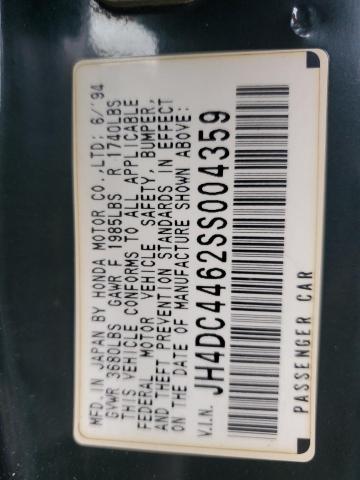 MFD.IN JAPAN BY HONDA MOTOR CO.,LTD: 6/'94
GVWR 3680LBS GAWR F 1985LBS R 1740LBS
THIS VEHICLE CONFORMS TO ALL APPLICABLE
FEDERAL MOTOR VEHICLE SAFETY, BUMPER,
AND THEFT PREVENTION STANDARDS IN EFFECT
ON THE DATE OF MANUFACTURE SHOWN ABOVE:
V.I.N. JH4DC4462SS004359
PASSENGER CAR